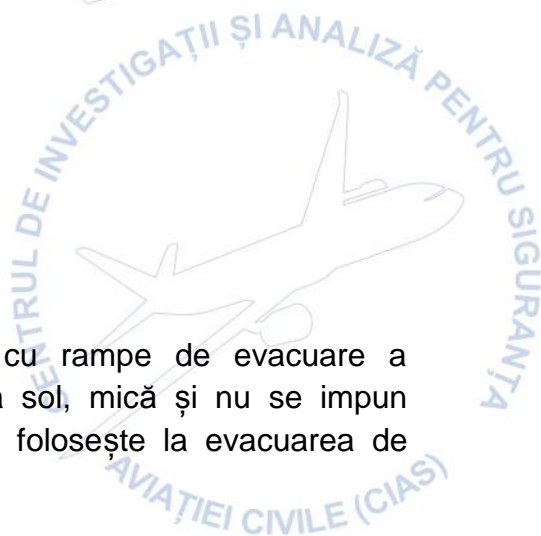 CENTRUL DE INVESTIGAȚII ȘI ANALIZĂ PENTRU SIGURANȚA
AVIAȚIEI CIVILE (CIAS)
cu rampe de evacuare a
sol, mică și nu se impun
folosește la evacuarea de